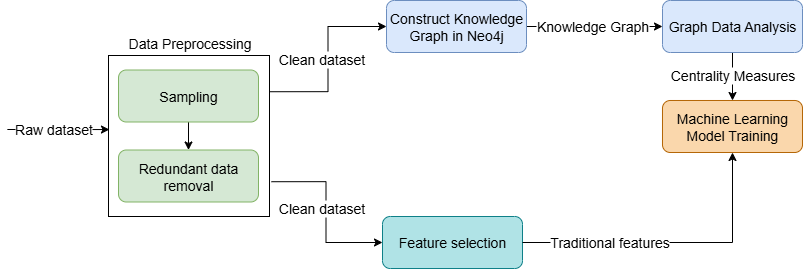 Data Preprocessing
Sampling
Redundant data
removal
Raw dataset
Clean dataset
Construct Knowledge
Graph in Neo4j
Knowledge Graph
Graph Data Analysis
Centrality Measures
Machine Learning
Model Training
Clean dataset
Feature selection
Traditional features